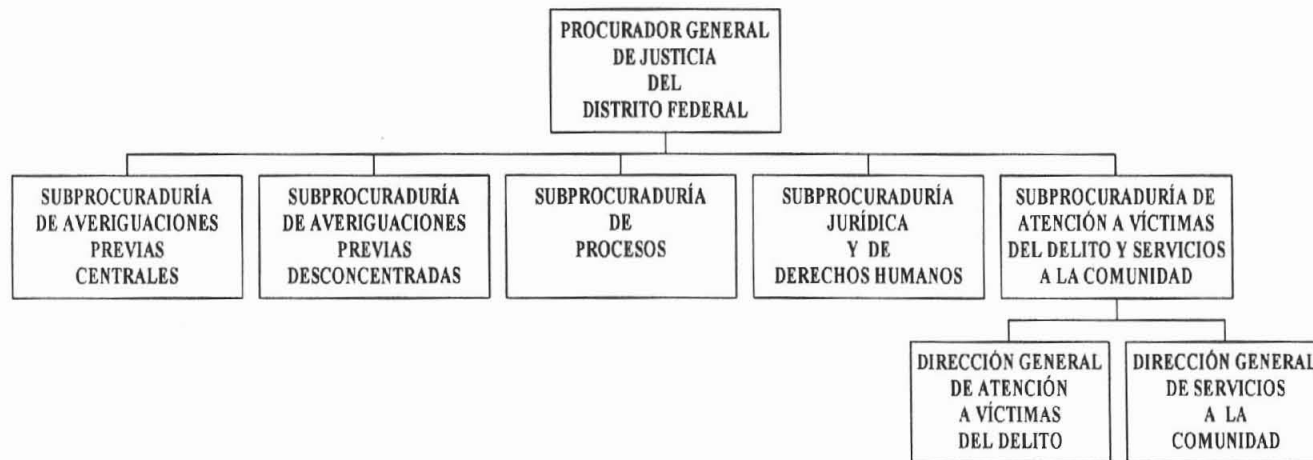 PROCURADOR GENERAL
DE JUSTICIA
DEL
DISTRITO FEDERAL
SUBPROCURADURÍA
DE AVERIGUACIONES
PREVIAS
CENTRALES
SUBPROCURADURÍA
DE AVERIGUACIONES
PREVIAS
DESCONCENTRADAS
SUBPROCURADURÍA
DE
PROCESOS
SUBPROCURADURÍA
JURÍDICA
Y DE
DERECHOS HUMANOS
SUBPROCURADURÍA DE
ATENCIÓN A VÍCTIMAS
DEL DELITO Y SERVICIOS
A LA COMUNIDAD
DIRECCIÓN GENERAL
DE ATENCIÓN
A VÍCTIMAS
DEL DELITO
DIRECCIÓN GENERAL
DE SERVICIOS
A LA
COMUNIDAD